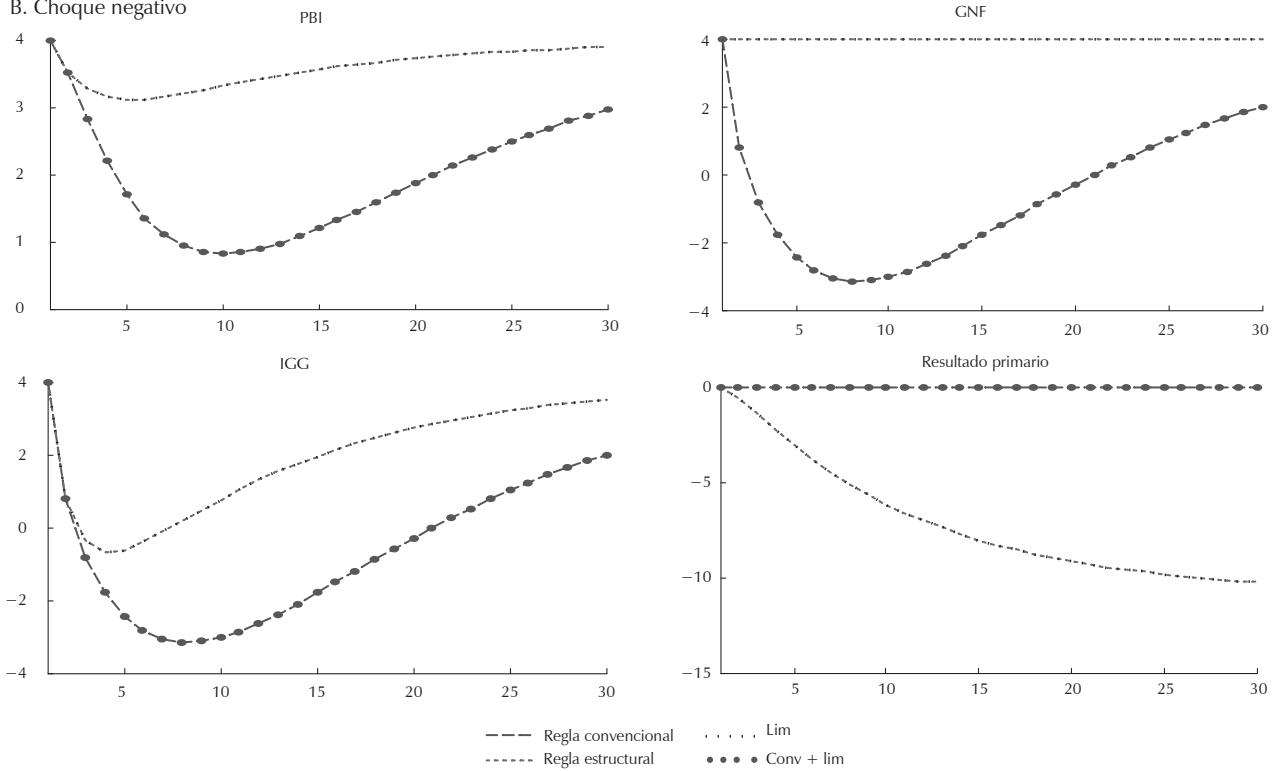 B. Choque negativo
PBI
4
3
2
1
0
5 10 15 20 25 30
GNF
4
2
0
−2
−4
5 10 15 20 25 30
IGG
4
2
0
−2
−4
5 10 15 20 25 30
Resultado primario
0
−5
−10
−15
5 10 15 20 25 30
Regla convencional
Lim
Regla estructural
Conv + lim